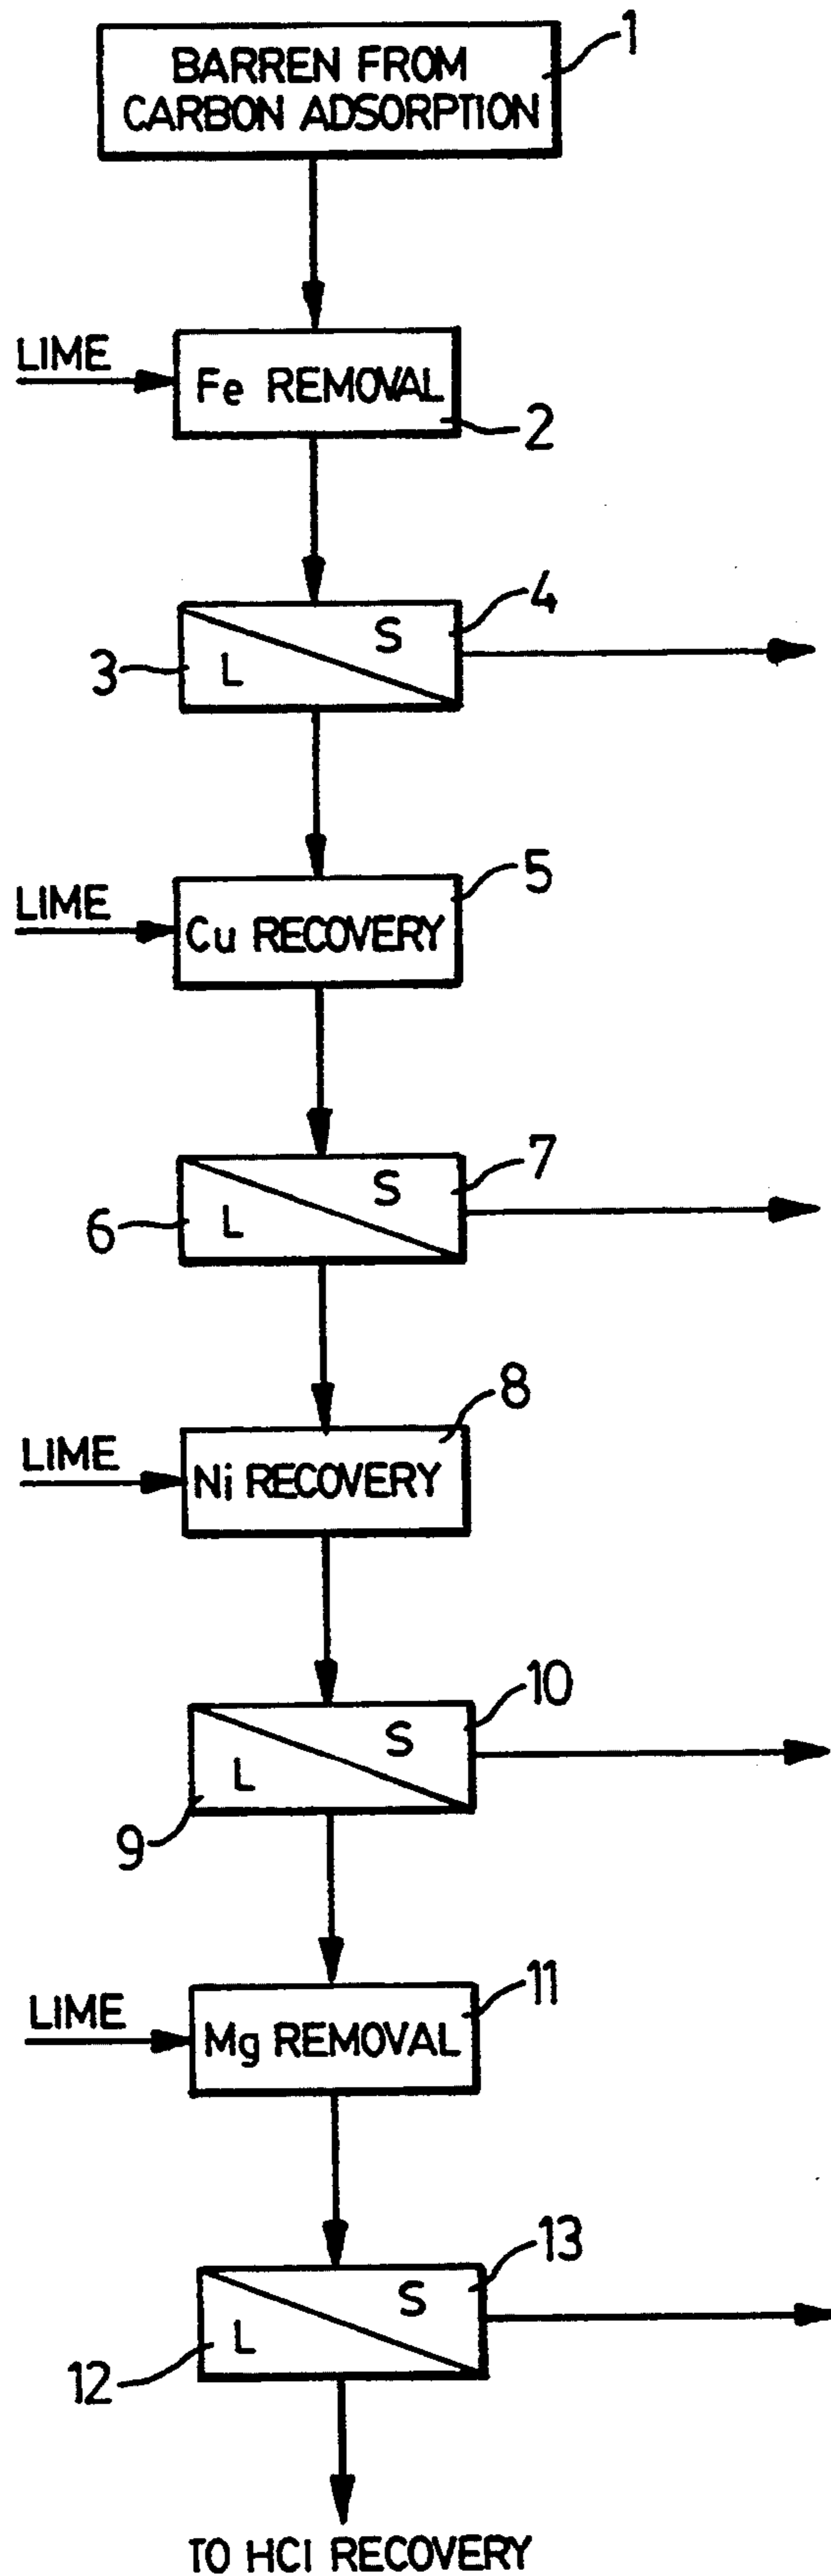 1
BARREN FROM
CARBON ADSORPTION
LIME
Fe REMOVAL
2
4
S
3
L
5
LIME
Cu RECOVERY
7
S
6
L
8
LIME
Ni RECOVERY
10
S
L
9
11
LIME
Mg REMOVAL
13
S
L
12
TO HCl RECOVERY